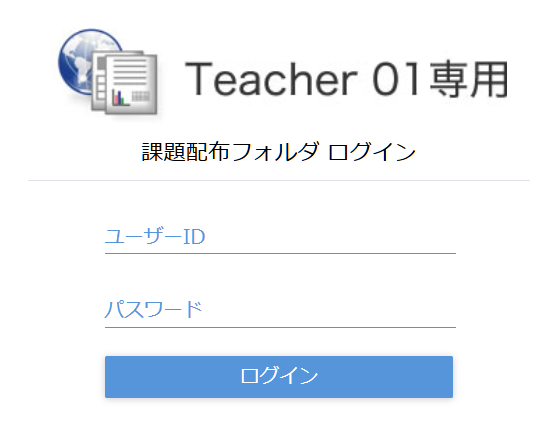 Teacher 01専用
課題配布フォルダ ログイン
ユーザーID
パスワード
ログイン